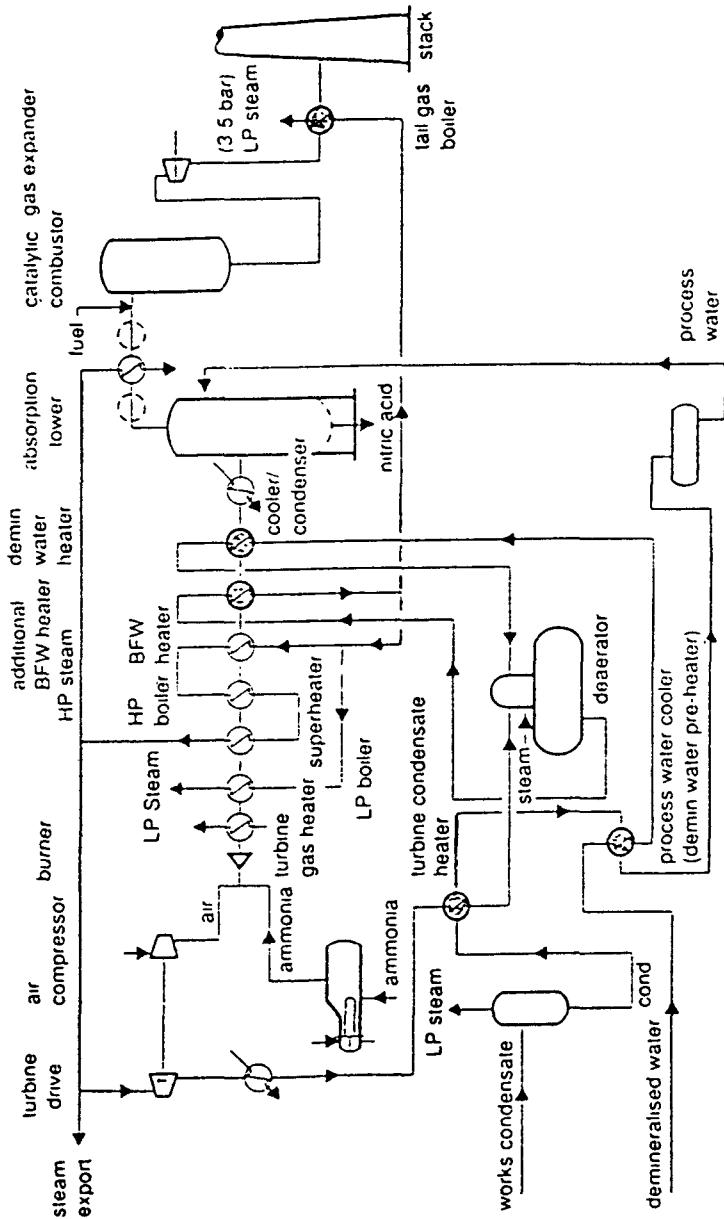 steam
export
turbine
drive
air
compressor
burner
additional
BFW heater
HP steam
demin
water
heater
absorption
lower
fuel
catalytic
combustor
gas expander
(3 5 bar)
LP steam
stack
tail gas
boiler
air
ammonia
ammonia
LP Steam
turbine
gas heater
LP boiler
superheater
HP
boiler
BFW
heater
cooler/
condenser
nitric acid
LP steam
works condensate
cond
turbine condensate
heater
steam
deaerator
process water cooler
(demin water pre-heater)
process
water
demineralised water